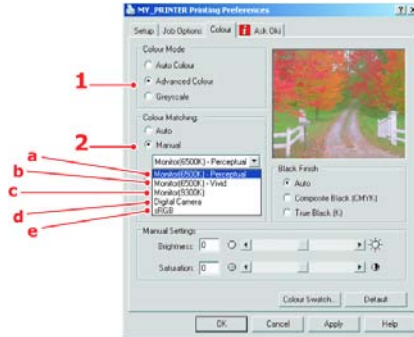 MY_PRINTER Printing Preferences
Setup Job Options Colour Ask Oki
Colour Mode
Auto Colour
1
Advanced Colour
Greyscale
Colour Matching
Auto
2
Manual
a
Monitor(6500K) - Perceptual
b
Monitor(6500K) - Perceptual
c
Monitor(6500K) - Vivid
Monitor(9300K)
d
Digital Camera
e
sRGB
Black Finish
Auto
Composite Black (CMYK)
True Black (K)
Manual Settings
Brightness: 0
Saturation: 0
Colour Swatch... Default
OK Cancel Apply Help